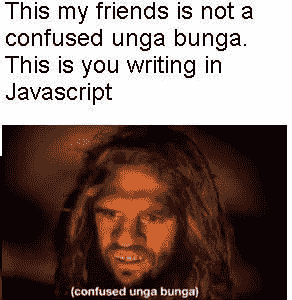 This my friends is not a
confused unga bunga.
This is you writing in
Javascript
(confused unga bunga)